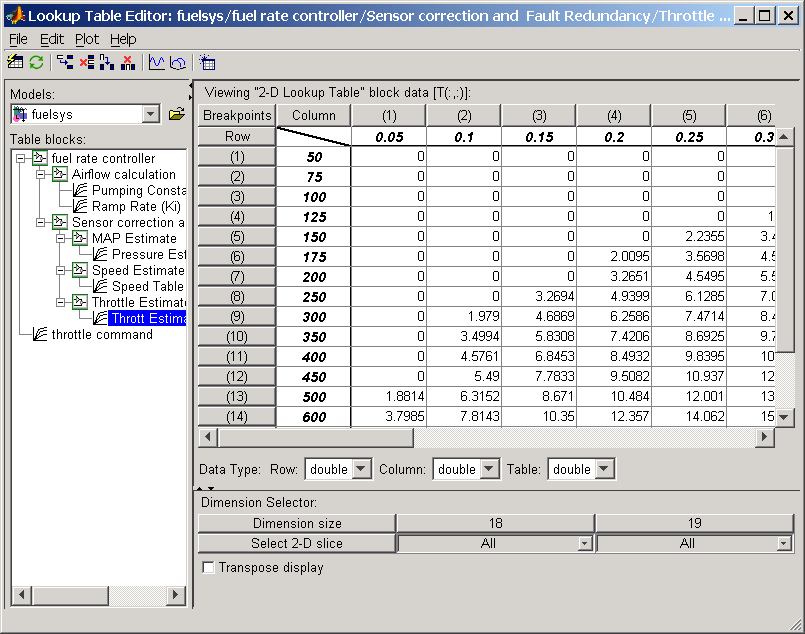 Lookup Table Editor: fuelsys/fuel rate controller/Sensor correction and Fault Redundancy/Throttle ...
File Edit Plot Help
Models:
fuelsys
Table blocks:
fuel rate controller
Airflow calculation
Pumping Consta
Ramp Rate (Ki)
Sensor correction a
MAP Estimate
Pressure Est
Speed Estimate
Speed Table
Throttle Estimate
Thrott Estima
throttle command
Viewing "2-D Lookup Table" block data [T(:,:)]:
Breakpoints Column (1) (2) (3) (4) (5) (6)
Row 0.05 0.1 0.15 0.2 0.25 0.3
(1) 50 0 0 0 0 0
(2) 75 0 0 0 0 0
(3) 100 0 0 0 0 0
(4) 125 0 0 0 0 0 1
(5) 150 0 0 0 0 2.2355 3.4
(6) 175 0 0 0 2.0095 3.5698 4.5
(7) 200 0 0 0 3.2651 4.5495 5.5
(8) 250 0 0 3.2694 4.9399 6.1285 7.0
(9) 300 0 1.979 4.6869 6.2586 7.4714 8.4
(10) 350 0 3.4994 5.8308 7.4206 8.6925 9.7
(11) 400 0 4.5761 6.8453 8.4932 9.8395 10
(12) 450 0 5.49 7.7833 9.5082 10.937 12
(13) 500 1.8814 6.3152 8.671 10.484 12.001 13
(14) 600 3.7985 7.8143 10.35 12.357 14.062 15
Data Type: Row: double Column: double Table: double
Dimension Selector:
Dimension size 18 19
Select 2-D slice All All
Transpose display